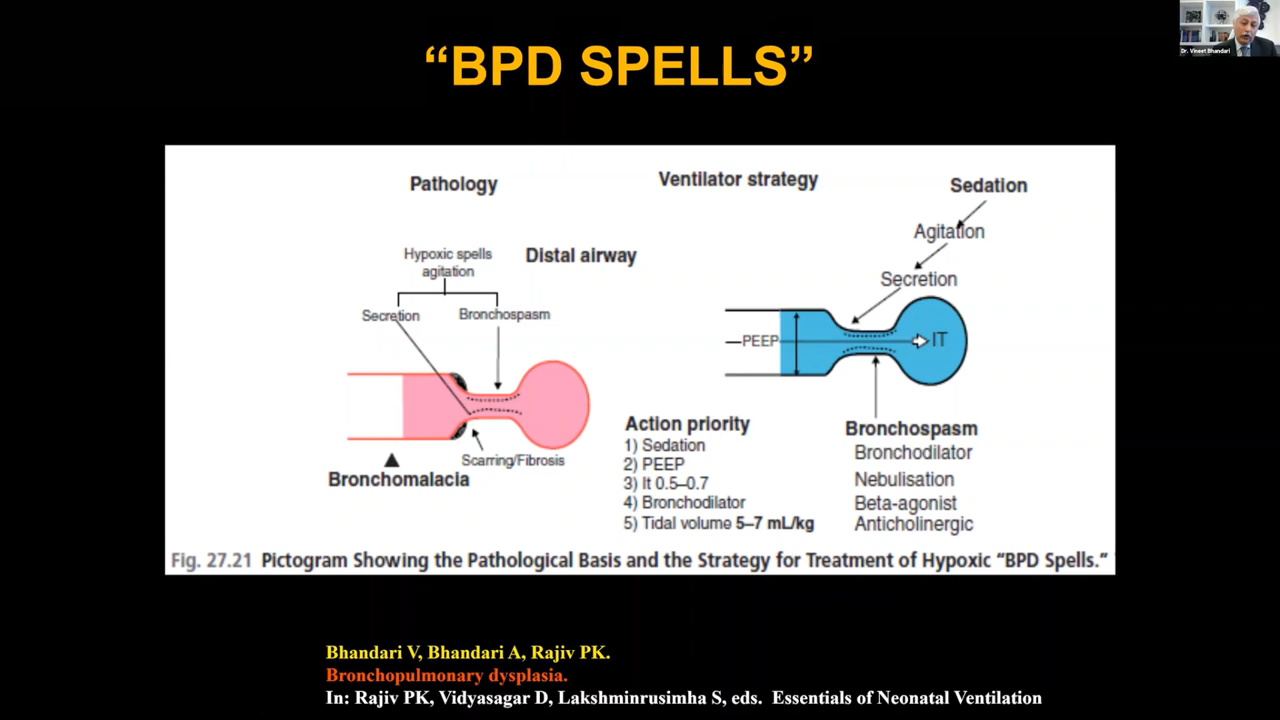 “BPD SPELLS”
Dr. Vineet Bhandari
Pathology
Hypoxic spells
agitation
Distal airway
Secretion
Bronchospasm
Scarring/Fibrosis
Bronchomalacia
Ventilator strategy
Sedation
Agitation
Secretion
PEEP
IT
Action priority
1) Sedation
2) PEEP
3) It 0.5–0.7
4) Bronchodilator
5) Tidal volume 5–7 mL/kg
Bronchospasm
Bronchodilator
Nebulisation
Beta-agonist
Anticholinergic
Fig. 27.21 Pictogram Showing the Pathological Basis and the Strategy for Treatment of Hypoxic “BPD Spells.”
Bhandari V, Bhandari A, Rajiv PK.
Bronchopulmonary dysplasia.
In: Rajiv PK, Vidyasagar D, Lakshminrusimha S, eds. Essentials of Neonatal Ventilation